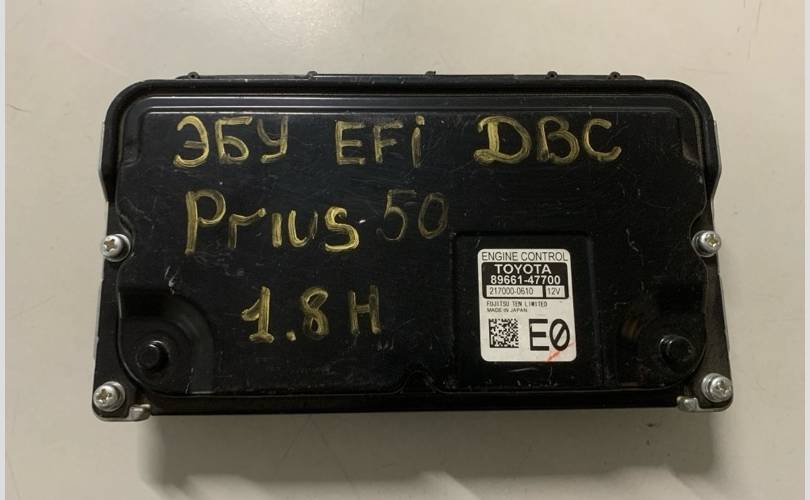 ЭБУ EFi DBC
Prius 50
1.8H
ENGINE CONTROL
TOYOTA
89661-47700
217000-0610 12V
FUJITSU TEN LIMITED
MADE IN JAPAN
E0